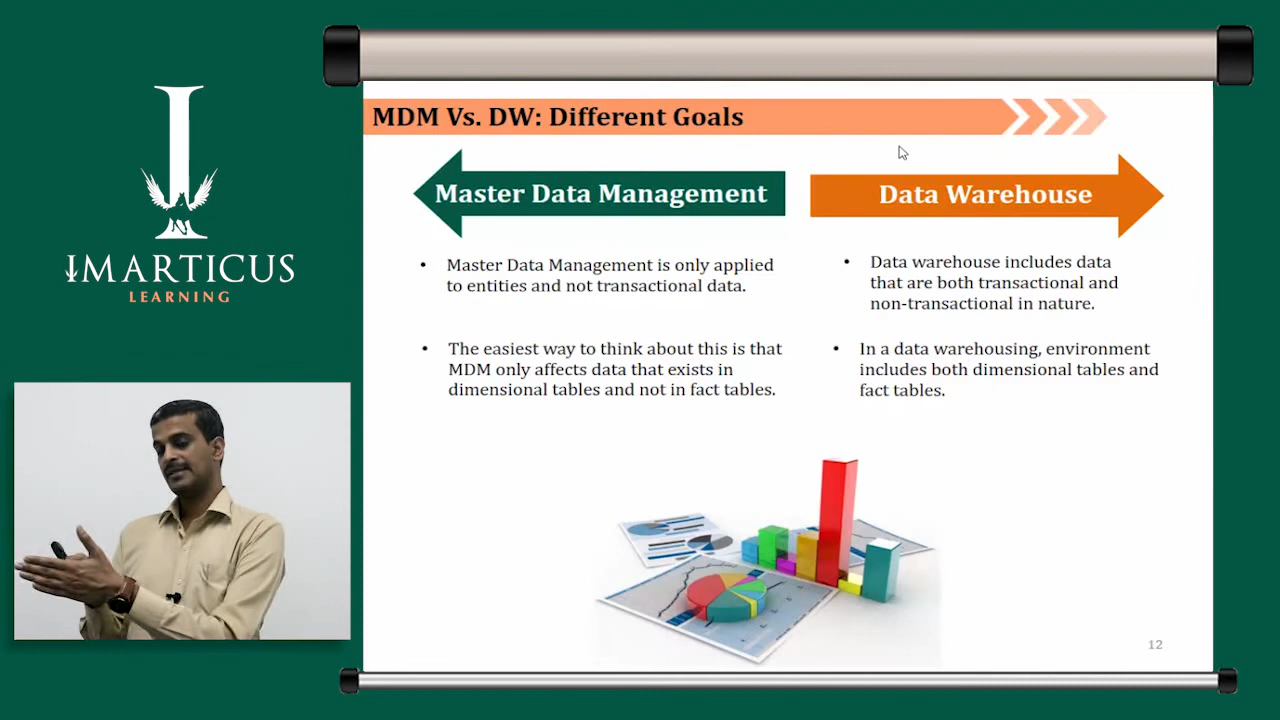 IMARTICUS
LEARNING
MDM Vs. DW: Different Goals
Master Data Management
• Master Data Management is only applied
to entities and not transactional data.
• The easiest way to think about this is that
MDM only affects data that exists in
dimensional tables and not in fact tables.
Data Warehouse
• Data warehouse includes data
that are both transactional and
non-transactional in nature.
• In a data warehousing, environment
includes both dimensional tables and
fact tables.
12